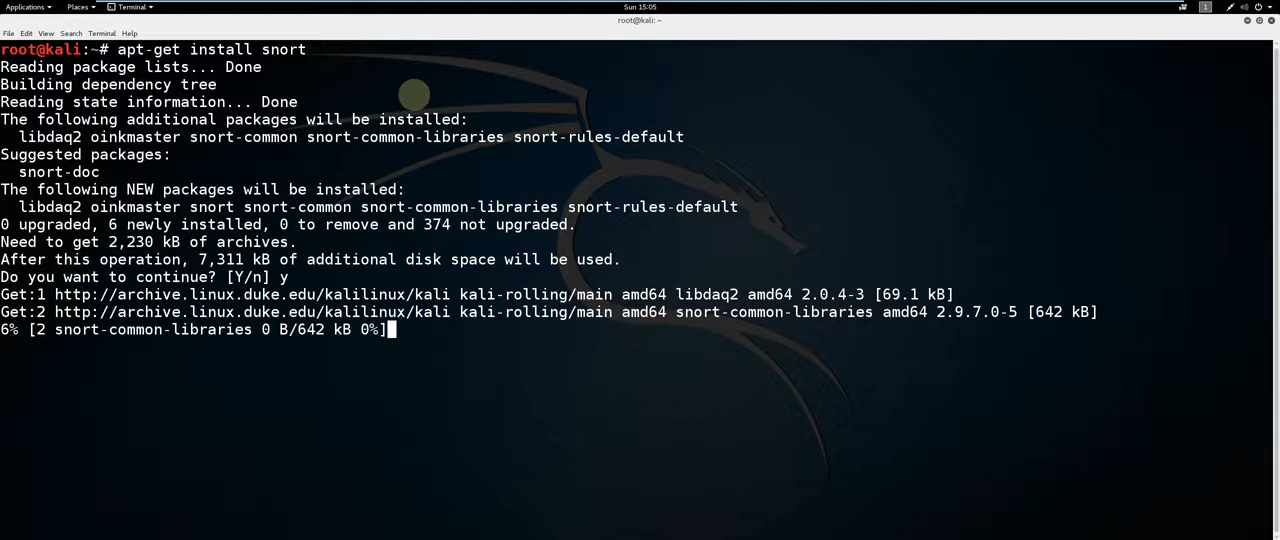 Applications Places Terminal Sun 15:05 1
root@kali: ~
File Edit View Search Terminal Help
root@kali:~# apt-get install snort
Reading package lists... Done
Building dependency tree
Reading state information... Done
The following additional packages will be installed:
  libdaq2 oinkmaster snort-common snort-common-libraries snort-rules-default
Suggested packages:
  snort-doc
The following NEW packages will be installed:
  libdaq2 oinkmaster snort snort-common snort-common-libraries snort-rules-default
0 upgraded, 6 newly installed, 0 to remove and 374 not upgraded.
Need to get 2,230 kB of archives.
After this operation, 7,311 kB of additional disk space will be used.
Do you want to continue? [Y/n] y
Get:1 http://archive.linux.duke.edu/kalilinux/kali kali-rolling/main amd64 libdaq2 amd64 2.0.4-3 [69.1 kB]
Get:2 http://archive.linux.duke.edu/kalilinux/kali kali-rolling/main amd64 snort-common-libraries amd64 2.9.7.0-5 [642 kB]
6% [2 snort-common-libraries 0 B/642 kB 0%]